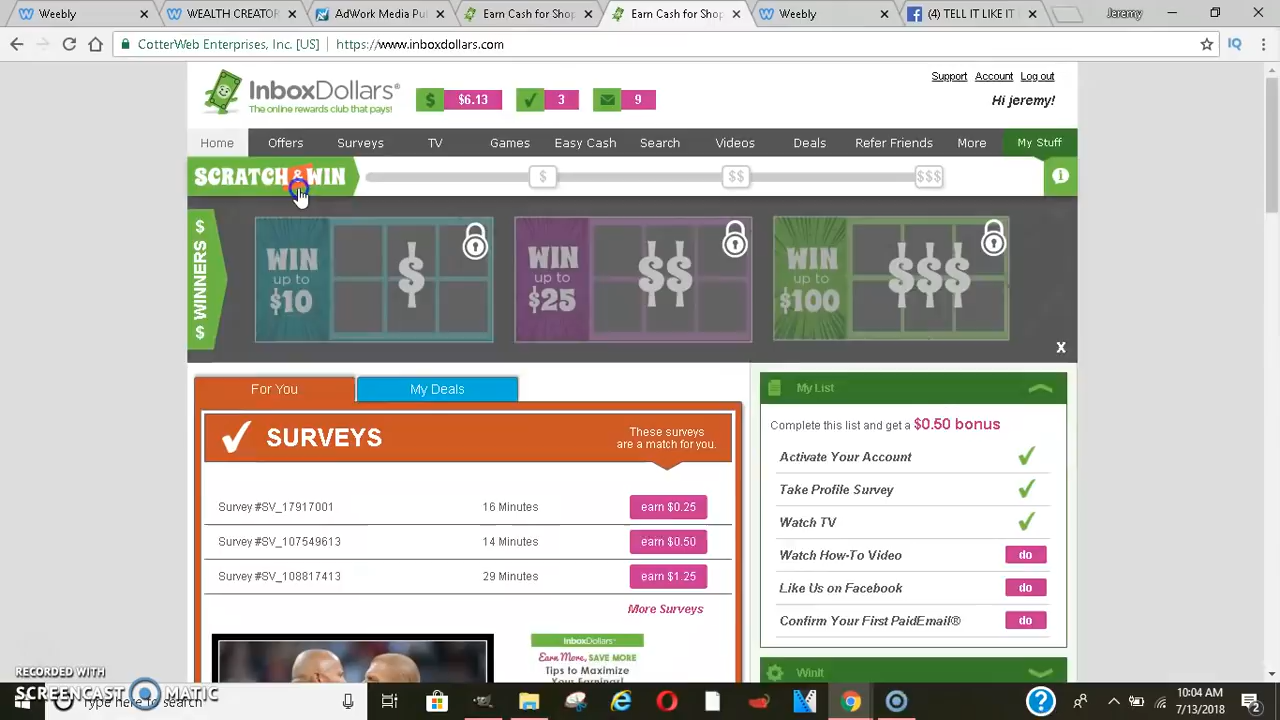 Weebly
WEALTH CREATOR
AdWork Media Pu
Earn Cash for Shop
Earn Cash for Shop
Weebly
(4) TELL IT LIKE IT
Jeremy
CotterWeb Enterprises, Inc. [US]
https://www.inboxdollars.com
InboxDollars®
The online rewards club that pays!
$ $6.13
3
9
Support
Account
Log out
Hi jeremy!
Home
Offers
Surveys
TV
Games
Easy Cash
Search
Videos
Deals
Refer Friends
More
My Stuff
SCRATCH & WIN
$
$$
$$$
$ WINNERS $
WIN up to $10
$
WIN up to $25
$$
WIN up to $100
$$$
X
For You
My Deals
SURVEYS
These surveys
are a match for you.
Survey #SV_17917001 16 Minutes earn $0.25
Survey #SV_107549613 14 Minutes earn $0.50
Survey #SV_108817413 29 Minutes earn $1.25
More Surveys
InboxDollars®
Earn More, SAVE MORE
Tips to Maximize
Your Earnings!
My List
Complete this list and get a $0.50 bonus
Activate Your Account
Take Profile Survey
Watch TV
Watch How-To Video do
Like Us on Facebook do
Confirm Your First PaidEmail® do
WinIt
RECORDED WITH
SCREENCAST MATIC
Type here to search
10:04 AM
7/13/2018
2